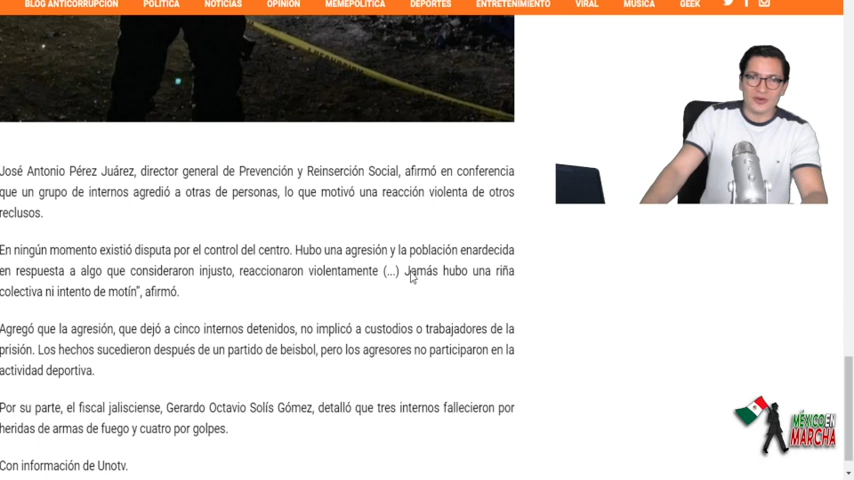 BLOG ANTICORRUPCIÓN POLÍTICA NOTICIAS OPINIÓN MEMEPOLÍTICA DEPORTES ENTRETENIMIENTO VIRAL MÚSICA GEEK
José Antonio Pérez Juárez, director general de Prevención y Reinserción Social, afirmó en conferencia
que un grupo de internos agredió a otras de personas, lo que motivó una reacción violenta de otros
reclusos.
En ningún momento existió disputa por el control del centro. Hubo una agresión y la población enardecida
en respuesta a algo que consideraron injusto, reaccionaron violentamente (...) Jamás hubo una riña
colectiva ni intento de motín”, afirmó.
Agregó que la agresión, que dejó a cinco internos detenidos, no implicó a custodios o trabajadores de la
prisión. Los hechos sucedieron después de un partido de beisbol, pero los agresores no participaron en la
actividad deportiva.
Por su parte, el fiscal jalisciense, Gerardo Octavio Solís Gómez, detalló que tres internos fallecieron por
heridas de armas de fuego y cuatro por golpes.
Con información de Unotv.
MÉXICO EN
MARCHA